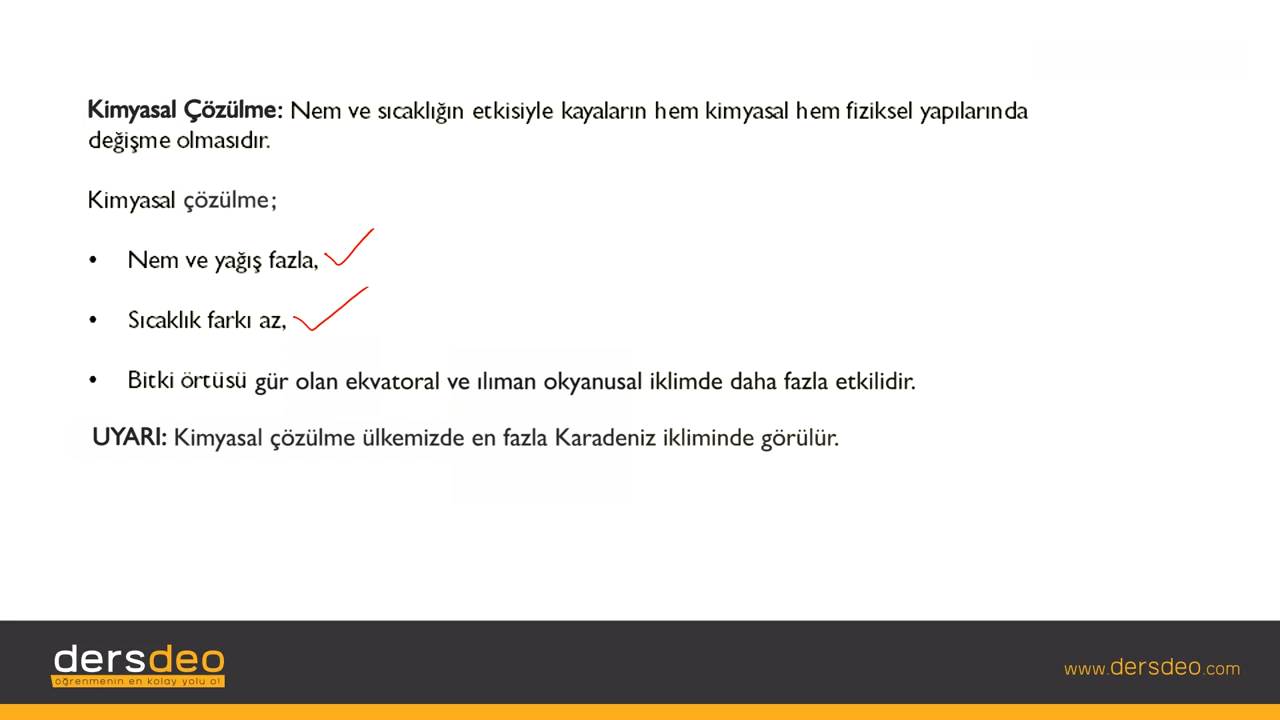 Kimyasal Çözülme: Nem ve sıcaklığın etkisiyle kayaların hem kimyasal hem fiziksel yapılarında
değişme olmasıdır.
Kimyasal çözülme;
• Nem ve yağış fazla,
• Sıcaklık farkı az,
• Bitki örtüsü gür olan ekvatoral ve ılıman okyanusal iklimde daha fazla etkilidir.
UYARI: Kimyasal çözülme ülkemizde en fazla Karadeniz ikliminde görülür.
dersdeo
öğrenmenin en kolay yolu o!
www.dersdeo.com